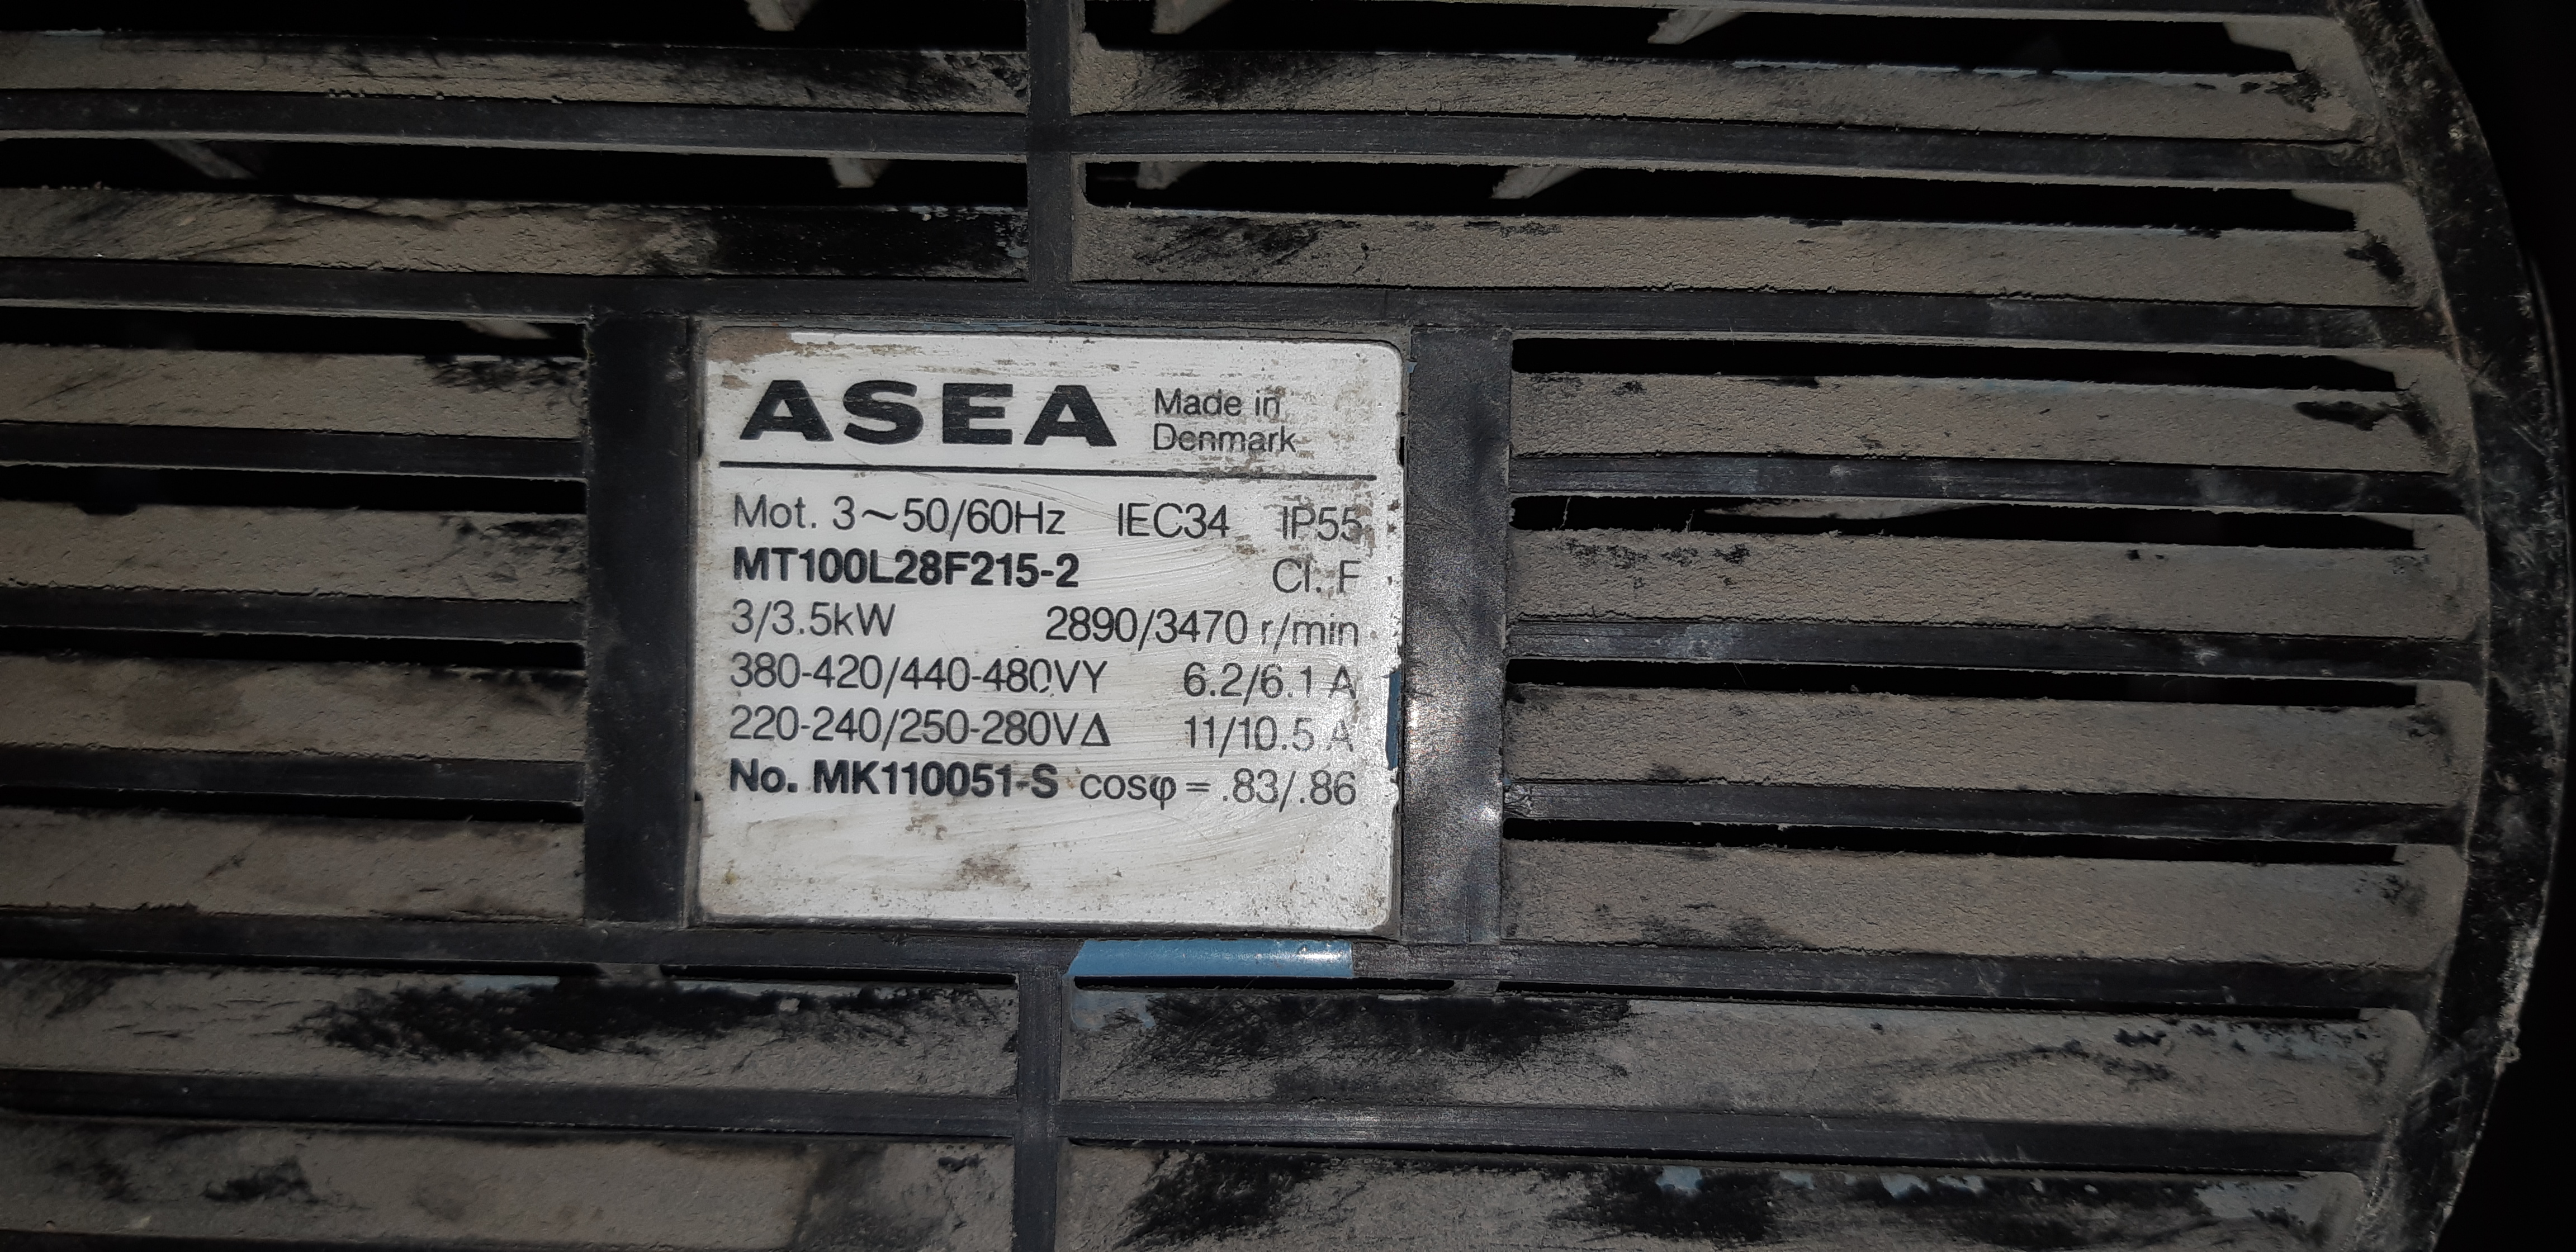 ASEA Made in
Denmark
Mot. 3~50/60Hz IEC34 IP55
MT100L28F215-2 Cl. F
3/3.5kW 2890/3470 r/min
380-420/440-480VY 6.2/6.1 A
220-240/250-280VΔ 11/10.5 A
No. MK110051-S cosφ = .83/.86